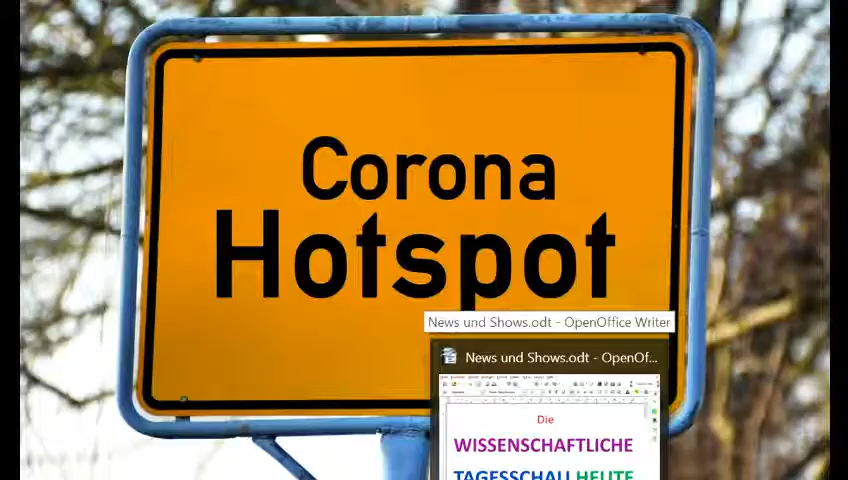 Corona
Hotspot
News und Shows.odt - OpenOffice Writer
News und Shows.odt - OpenOf...
Die
WISSENSCHAFTLICHE
TAGESSCHAU HEUTE